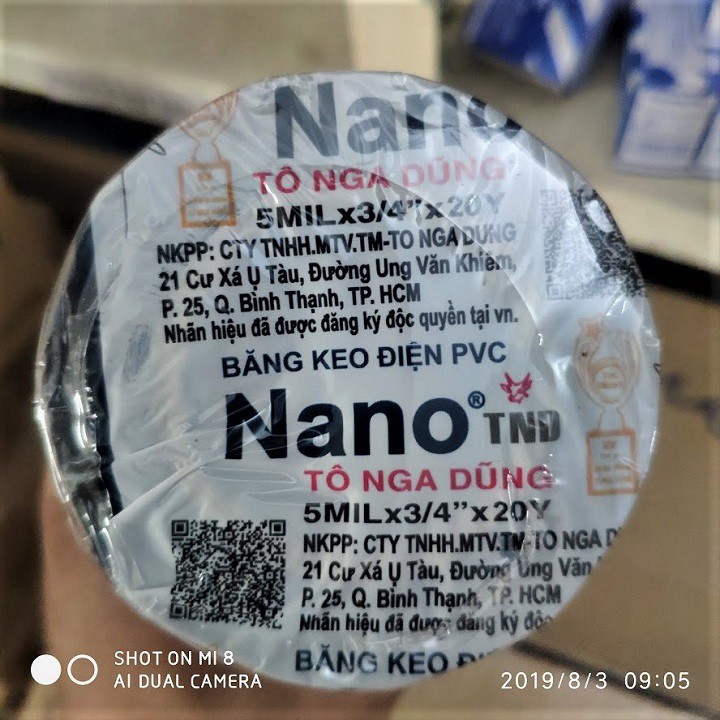 Nano
TÔ NGA DŨNG
5MILx3/4”x20Y
NKPP: CTY TNHH.MTV.TM-TO NGA DUNG
21 Cư Xá Ụ Tàu, Đường Ung Văn Khiêm,
P. 25, Q. Bình Thạnh, TP. HCM
Nhãn hiệu đã được đăng ký độc quyền tại vn.
BĂNG KEO ĐIỆN PVC
Nano® TND
TÔ NGA DŨNG
5MILx3/4”x20Y
NKPP: CTY TNHH.MTV.TM-TO NGA
21 Cư Xá Ụ Tàu, Đường Ung Văn
P. 25, Q. Bình Thạnh, TP. HCM
Nhãn hiệu đã được đăng ký
BĂNG KEO
SHOT ON MI 8
AI DUAL CAMERA
2019/8/3 09:05